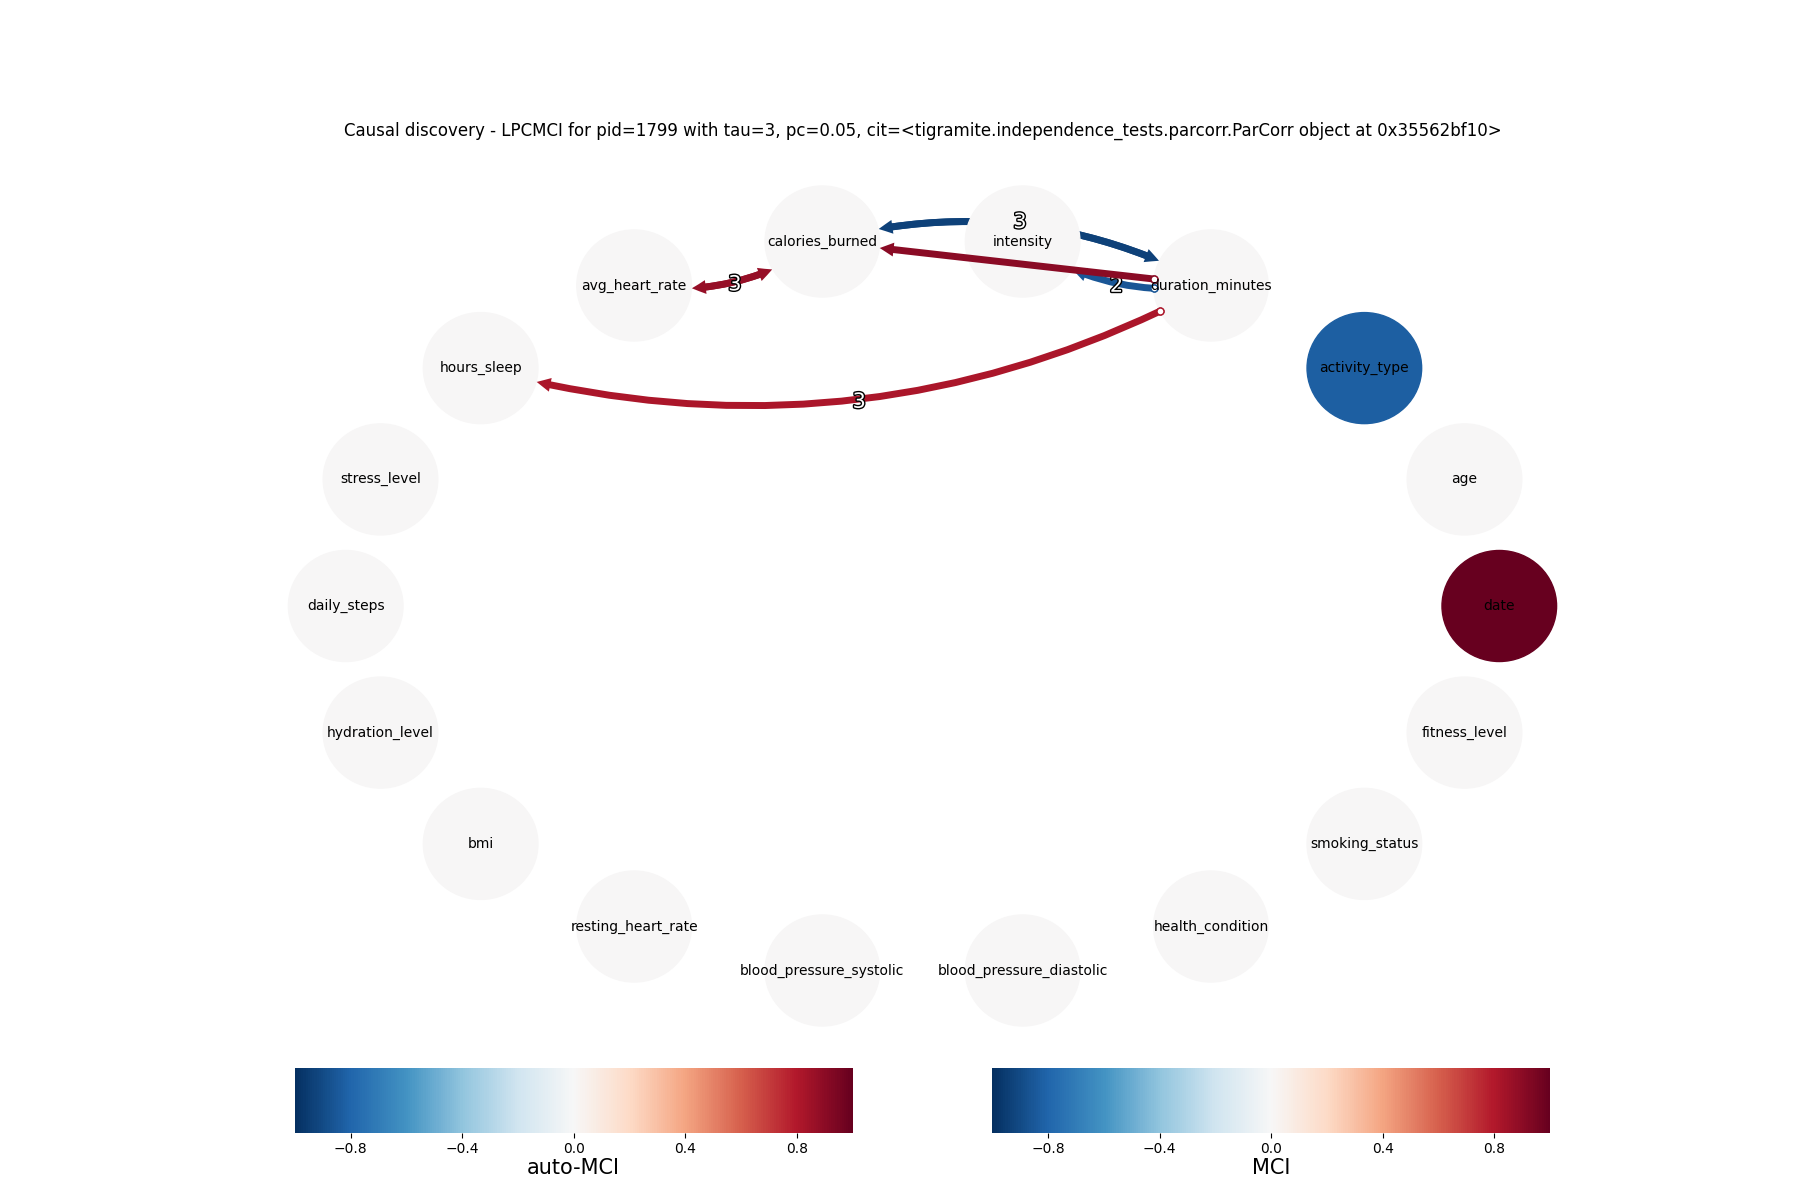 Causal discovery - LPCMCI for pid=1799 with tau=3, pc=0.05, cit=<tigramite.independence_tests.parcorr.ParCorr object at 0x35562bf10>
3
calories_burned
intensity
3
2
avg_heart_rate
duration_minutes
hours_sleep
activity_type
3
stress_level
age
daily_steps
date
hydration_level
fitness_level
bmi
smoking_status
resting_heart_rate
health_condition
blood_pressure_systolic
blood_pressure_diastolic
−0.8 −0.4 0.0 0.4 0.8
auto-MCI
−0.8 −0.4 0.0 0.4 0.8
MCI